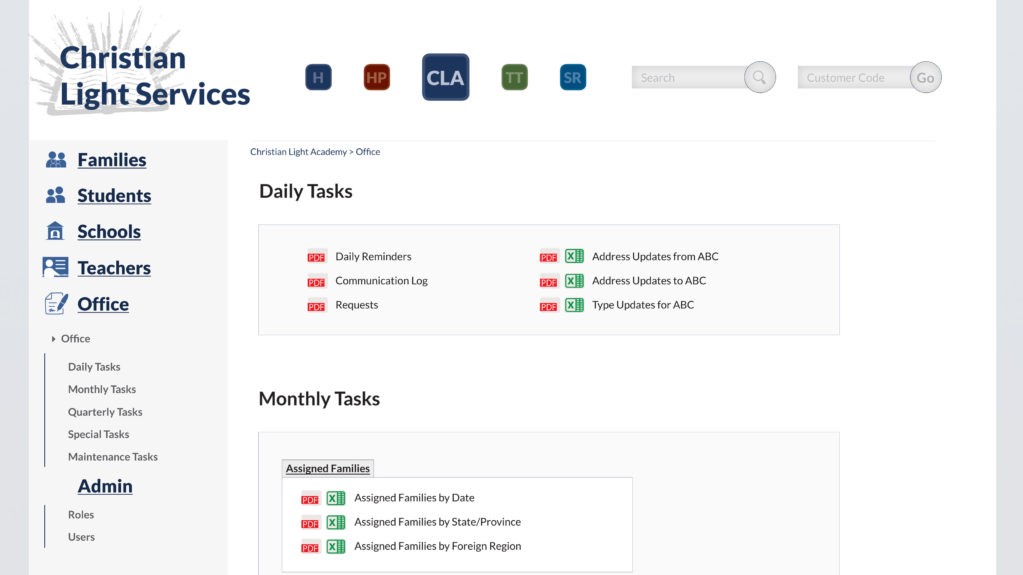 Christian
Light Services
H
HP
CLA
TT
SR
Search
Customer Code
Go
Families
Students
Schools
Teachers
Office
Office
Daily Tasks
Monthly Tasks
Quarterly Tasks
Special Tasks
Maintenance Tasks
Admin
Roles
Users
Christian Light Academy > Office
Daily Tasks
PDF Daily Reminders
PDF Communication Log
PDF Requests
PDF X Address Updates from ABC
PDF X Address Updates to ABC
PDF X Type Updates for ABC
Monthly Tasks
Assigned Families
PDF X Assigned Families by Date
PDF X Assigned Families by State/Province
PDF X Assigned Families by Foreign Region